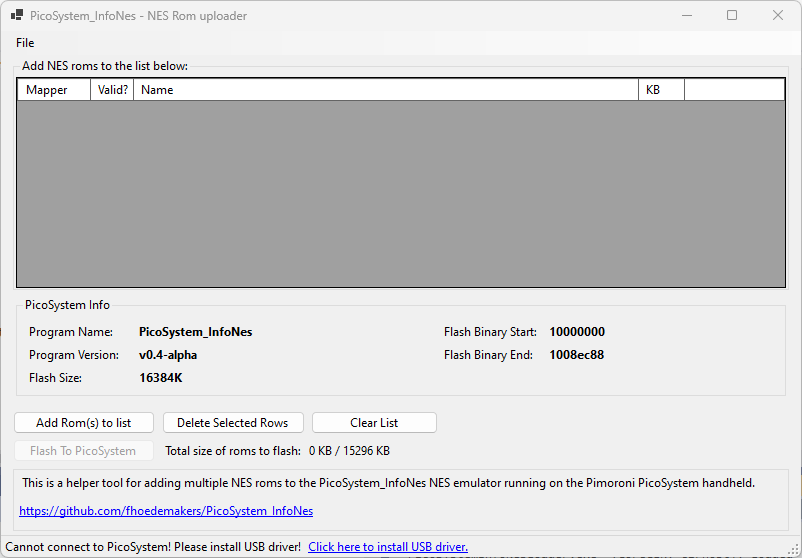 PicoSystem_InfoNes - NES Rom uploader
File
Add NES roms to the list below:
Mapper Valid? Name KB
PicoSystem Info
Program Name: PicoSystem_InfoNes Flash Binary Start: 10000000
Program Version: v0.4-alpha Flash Binary End: 1008ec88
Flash Size: 16384K
Add Rom(s) to list Delete Selected Rows Clear List
Flash To PicoSystem Total size of roms to flash: 0 KB / 15296 KB
This is a helper tool for adding multiple NES roms to the PicoSystem_InfoNes NES emulator running on the Pimoroni PicoSystem handheld.
https://github.com/fhoedemakers/PicoSystem_InfoNes
Cannot connect to PicoSystem! Please install USB driver! Click here to install USB driver.